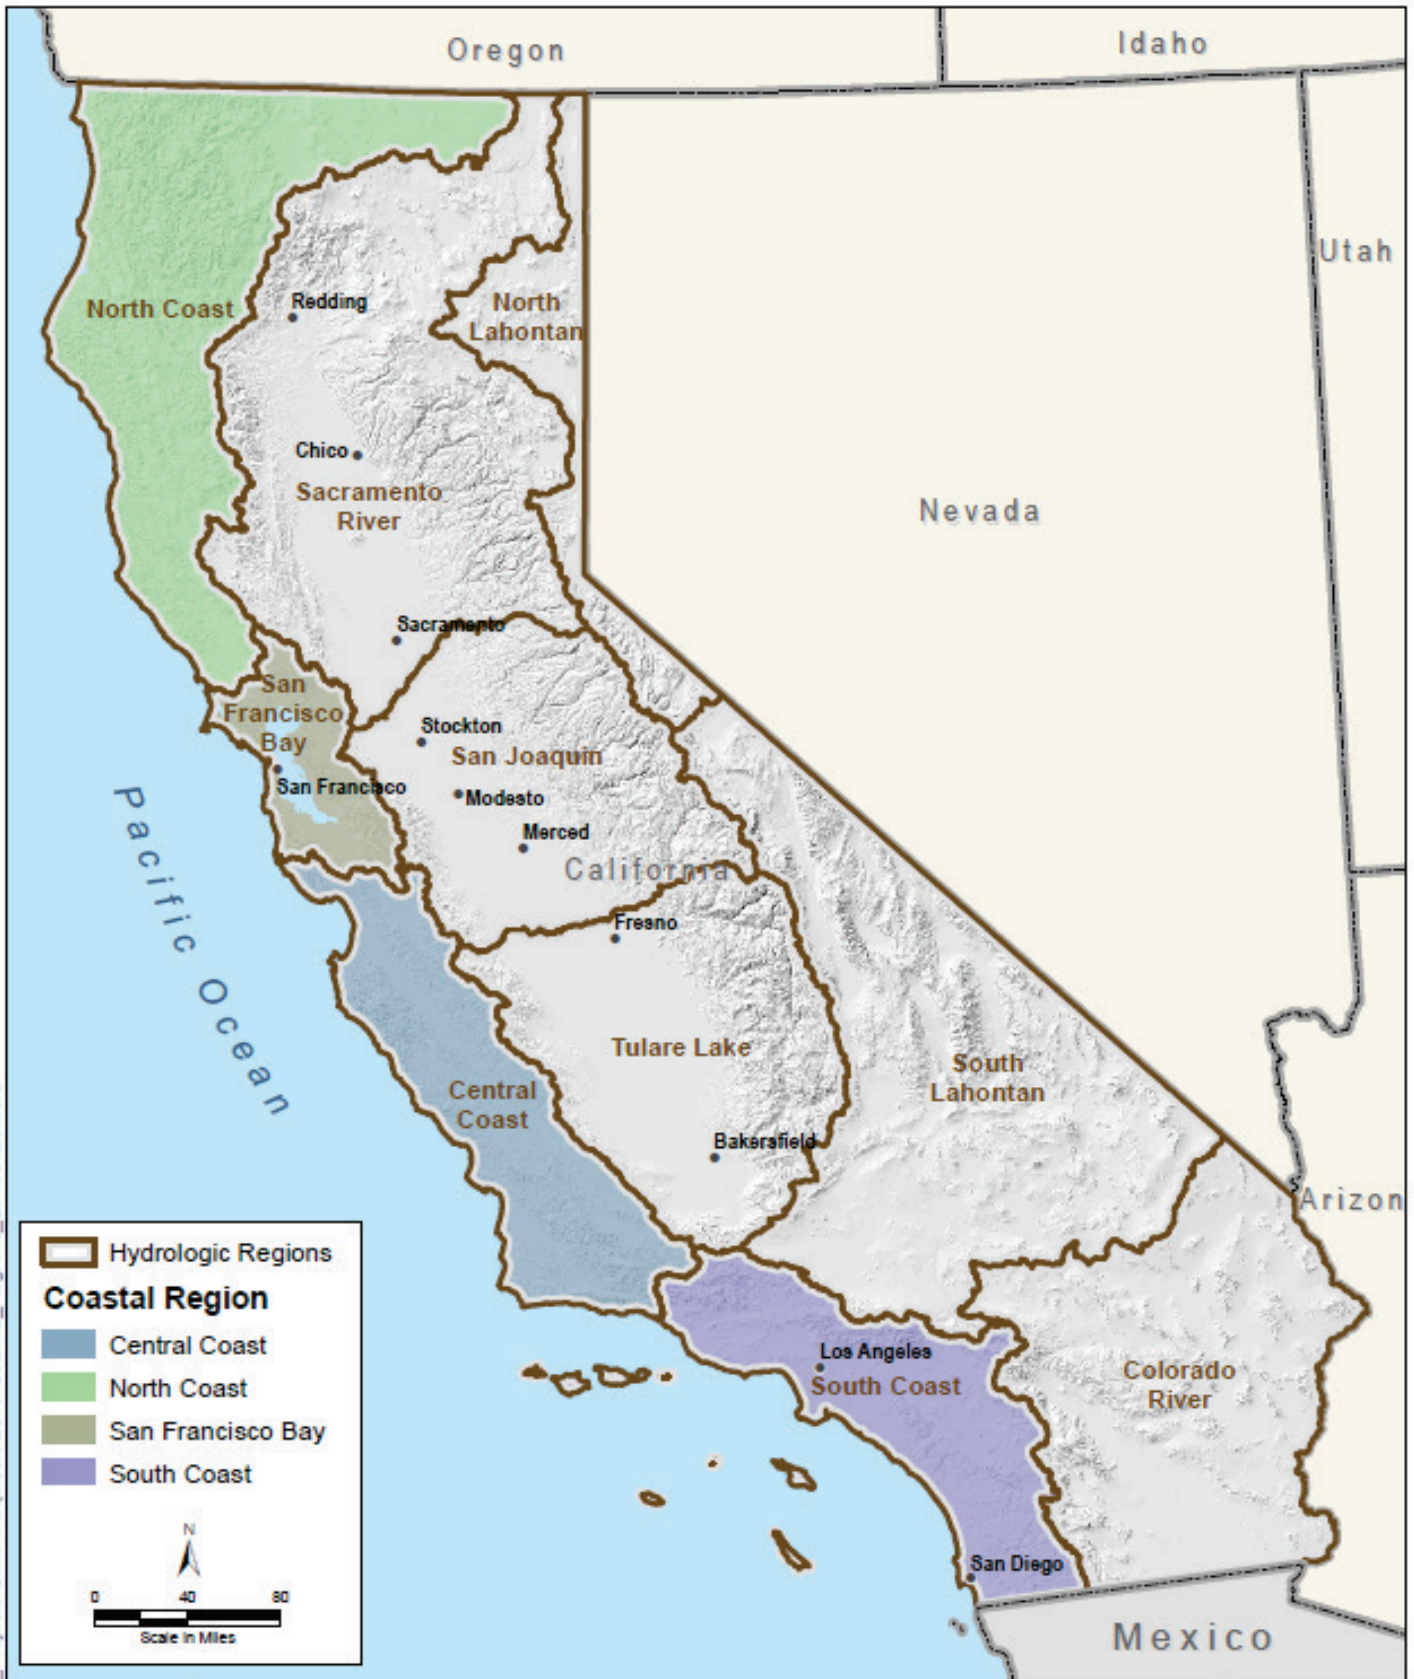 Oregon
Idaho
Utah
North Coast
Redding
North
Lahontan
Chico
Sacramento
River
Nevada
Sacramento
San
Francisco
Bay
Stockton
San Joaquin
San Francisco
Modesto
Merced
California
Pacific Ocean
Fresno
Tulare Lake
South
Lahontan
Central
Coast
Bakersfield
Arizon
Hydrologic Regions
Coastal Region
Central Coast
North Coast
San Francisco Bay
South Coast
N
0 40 80
Scale in Miles
Los Angeles
South Coast
Colorado
River
San Diego
Mexico